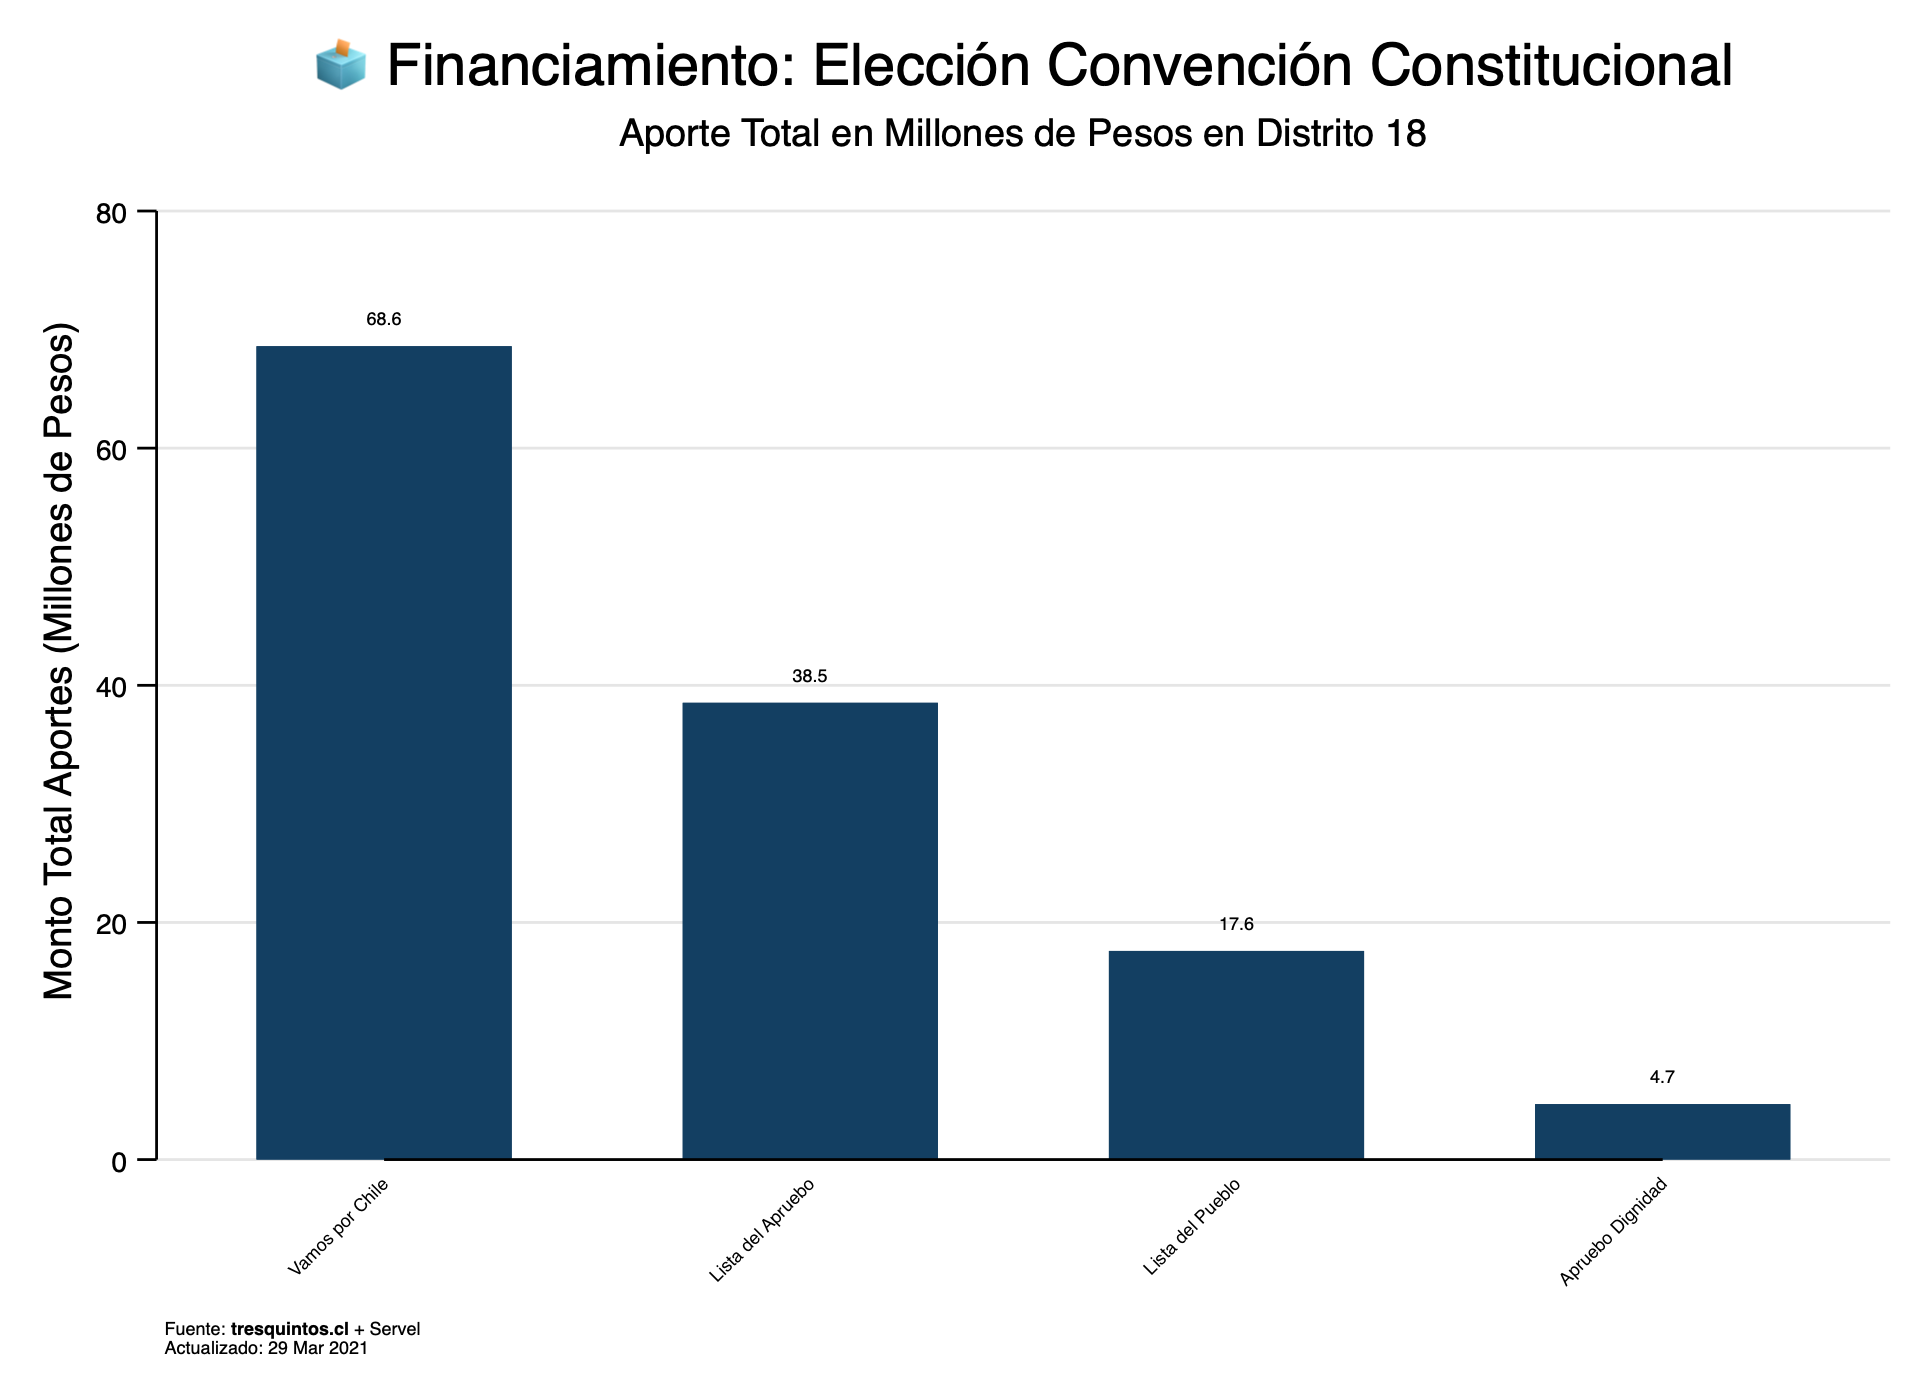 Financiamiento: Elección Convención Constitucional
Aporte Total en Millones de Pesos en Distrito 18
Monto Total Aportes (Millones de Pesos)
80
60
40
20
0
68.6
38.5
17.6
4.7
Vamos por Chile
Lista del Apruebo
Lista del Pueblo
Apruebo Dignidad
Fuente: tresquintos.cl + Servel
Actualizado: 29 Mar 2021